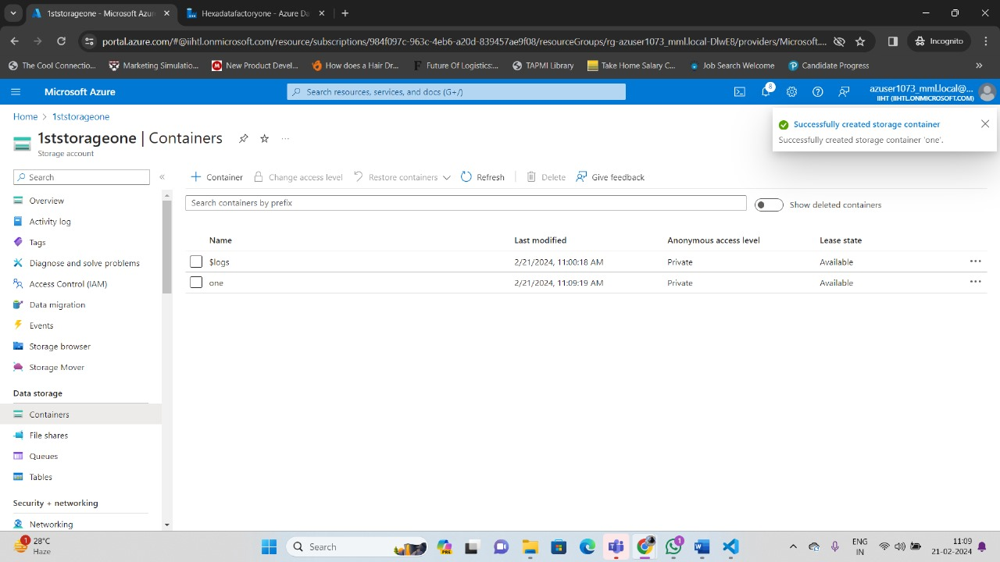 1ststorageone - Microsoft Azur
Hexadatafactoryone - Azure Da
portal.azure.com/#@iihtl.onmicrosoft.com/resource/subscriptions/984f097c-963c-4eb6-a20d-839457ae9f08/resourceGroups/rg-azuser1073_mml.local-DlwE8/providers/Microsoft....
Incognito
The Cool Connectio...
Marketing Simulatio...
New Product Devel...
How does a Hair Dr...
Future Of Logistics:...
TAPMI Library
Take Home Salary C...
Job Search Welcome
Candidate Progress
Microsoft Azure
Search resources, services, and docs (G+/)
8
azuser1073_mml.local@...
IIHT (IIHTL.ONMICROSOFT.COM)
Home > 1ststorageone
Successfully created storage container
Successfully created storage container 'one'.
1ststorageone | Containers
Storage account
Search
Container
Change access level
Restore containers
Refresh
Delete
Give feedback
Search containers by prefix
Show deleted containers
Overview
Activity log
Tags
Diagnose and solve problems
Access Control (IAM)
Data migration
Events
Storage browser
Storage Mover
Data storage
Containers
File shares
Queues
Tables
Security + networking
Networking
Name Last modified Anonymous access level Lease state
$logs 2/21/2024, 11:00:18 AM Private Available
one 2/21/2024, 11:09:19 AM Private Available
1
28°C
Haze
Search
PRE
1
ENG
IN
11:09
21-02-2024